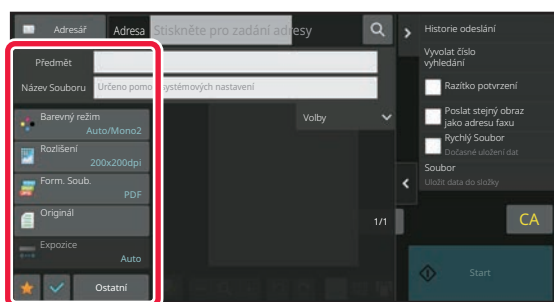 Adresář
Adresa
Stiskněte pro zadání adresy
Předmět
Název Souboru
Určeno pomo systémových nastavení
Barevný režim
Auto/Mono2
Rozlišení
200x200dpi
Form. Soub.
PDF
Originál
Expozice
Auto
Ostatní
Volby
1/1
Historie odeslání
Vyvolat číslo
vyhledání
Razítko potvrzení
Poslat stejný obraz
jako adresu faxu
Rychlý Soubor
Dočasné uložení dat
Soubor
Uložit data do složky
CA
Start